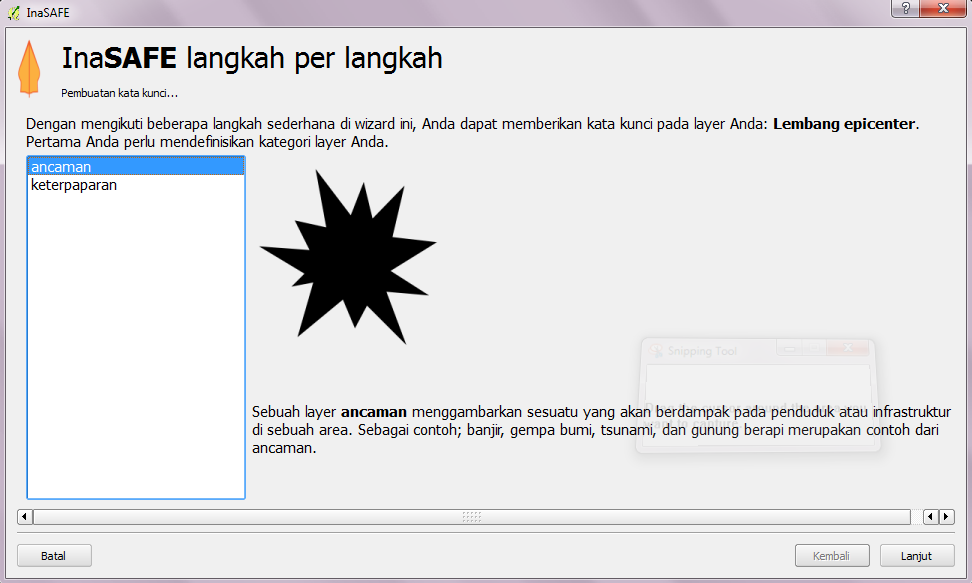 InaSAFE
InaSAFE langkah per langkah
Pembuatan kata kunci...
Dengan mengikuti beberapa langkah sederhana di wizard ini, Anda dapat memberikan kata kunci pada layer Anda: Lembang epicenter.
Pertama Anda perlu mendefinisikan kategori layer Anda.
ancaman
keterpaparan
Snipping Tool
Sebuah layer ancaman menggambarkan sesuatu yang akan berdampak pada penduduk atau infrastruktur
di sebuah area. Sebagai contoh; banjir, gempa bumi, tsunami, dan gunung berapi merupakan contoh dari
ancaman.
Batal
Kembali
Lanjut